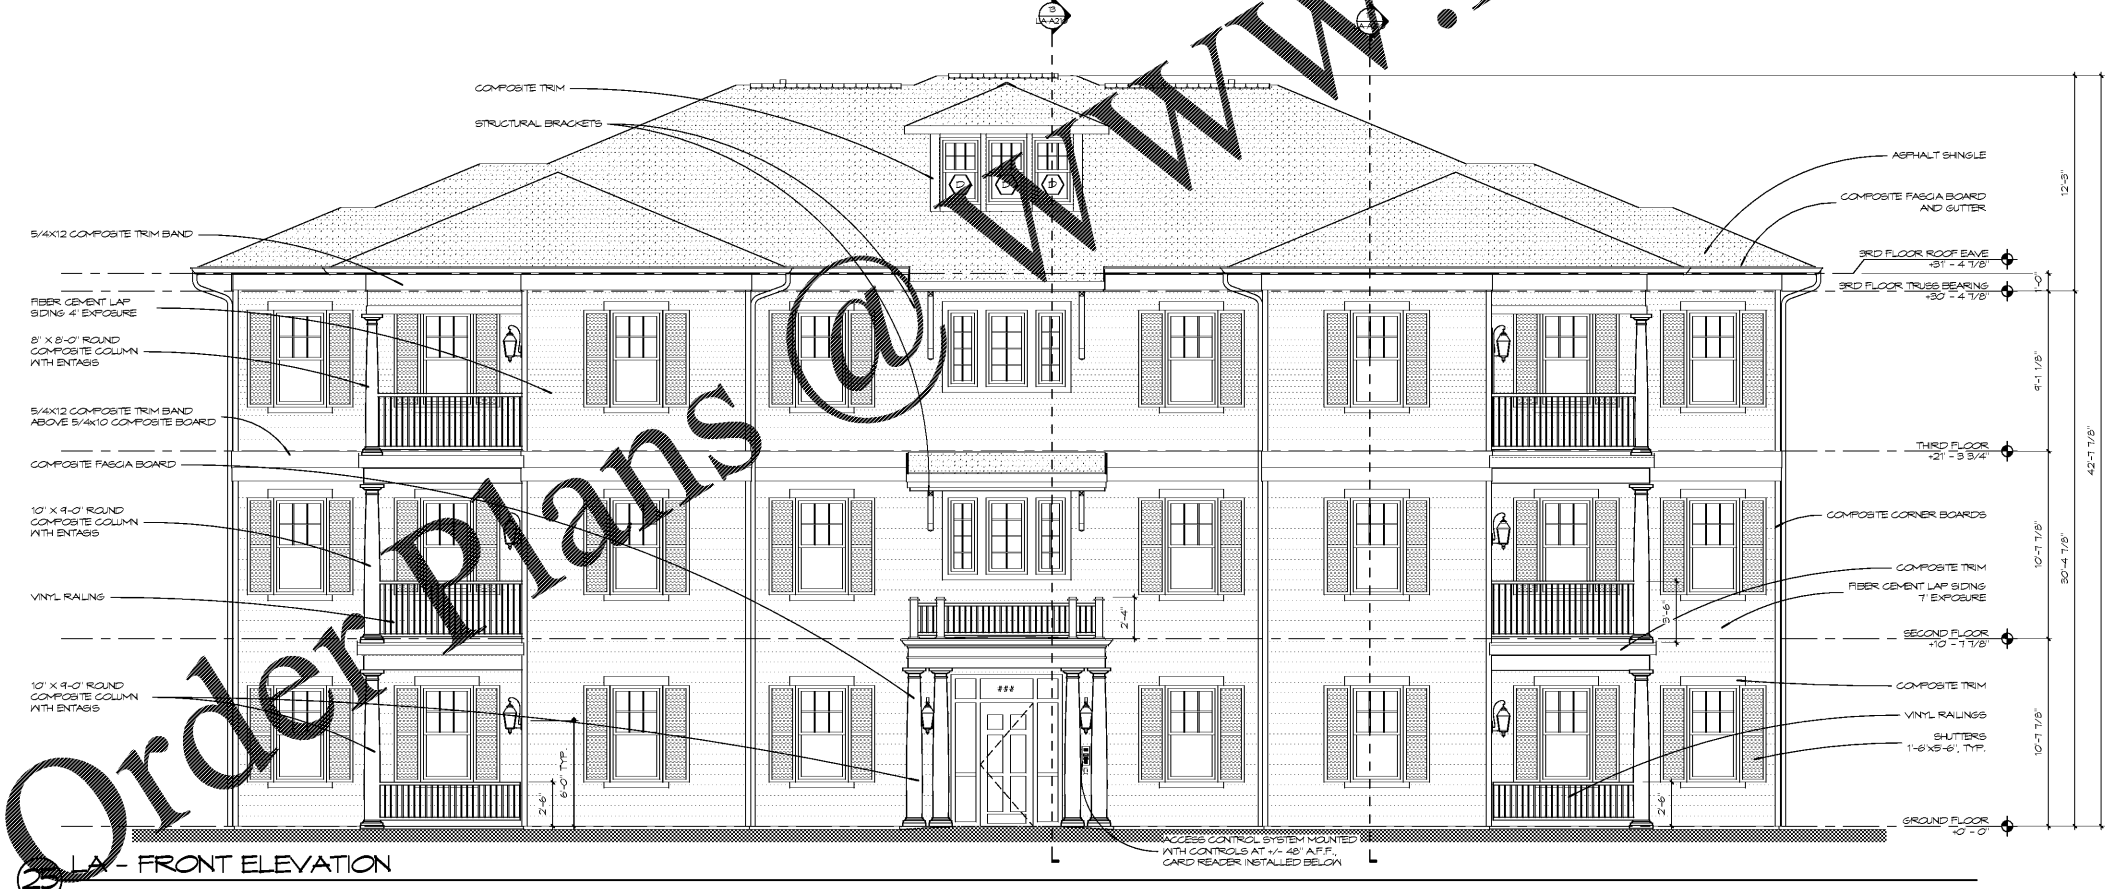 3
LA-A21
COMPOSITE TRIM
STRUCTURAL BRACKETS
5/4X12 COMPOSITE TRIM BAND
FIBER CEMENT LAP
SIDING 4" EXPOSURE
8" X 8'-0" ROUND
COMPOSITE COLUMN
WITH ENTASIS
5/4X12 COMPOSITE TRIM BAND
ABOVE 5/4x10 COMPOSITE BOARD
COMPOSITE FASCIA BOARD
10" X 9'-0" ROUND
COMPOSITE COLUMN
WITH ENTASIS
VINYL RAILING
10" X 9'-0" ROUND
COMPOSITE COLUMN
WITH ENTASIS
ASPHALT SHINGLE
COMPOSITE FASCIA BOARD
AND GUTTER
3RD FLOOR ROOF EAVE
+31' - 4 7/8"
3RD FLOOR TRUSS BEARING
+30' - 4 7/8"
THIRD FLOOR
+21' - 3 3/4"
COMPOSITE CORNER BOARDS
COMPOSITE TRIM
FIBER CEMENT LAP SIDING
7" EXPOSURE
SECOND FLOOR
+10' - 7 7/8"
COMPOSITE TRIM
VINYL RAILINGS
SHUTTERS
1'-6"x5'-6", TYP.
GROUND FLOOR
+0' - 0"
12'-3"
1'-0"
9'-1 1/8"
10'-7 7/8"
10'-7 7/8"
30'-4 7/8"
42'-7 7/8"
D
###
2'-4"
3'-6"
2'-6"
6'-0" TYP.
2'-6"
ACCESS CONTROL SYSTEM MOUNTED
WITH CONTROLS AT +/- 48" A.F.F.,
CARD READER INSTALLED BELOW
Order Plans @ www.
23
LA - FRONT ELEVATION